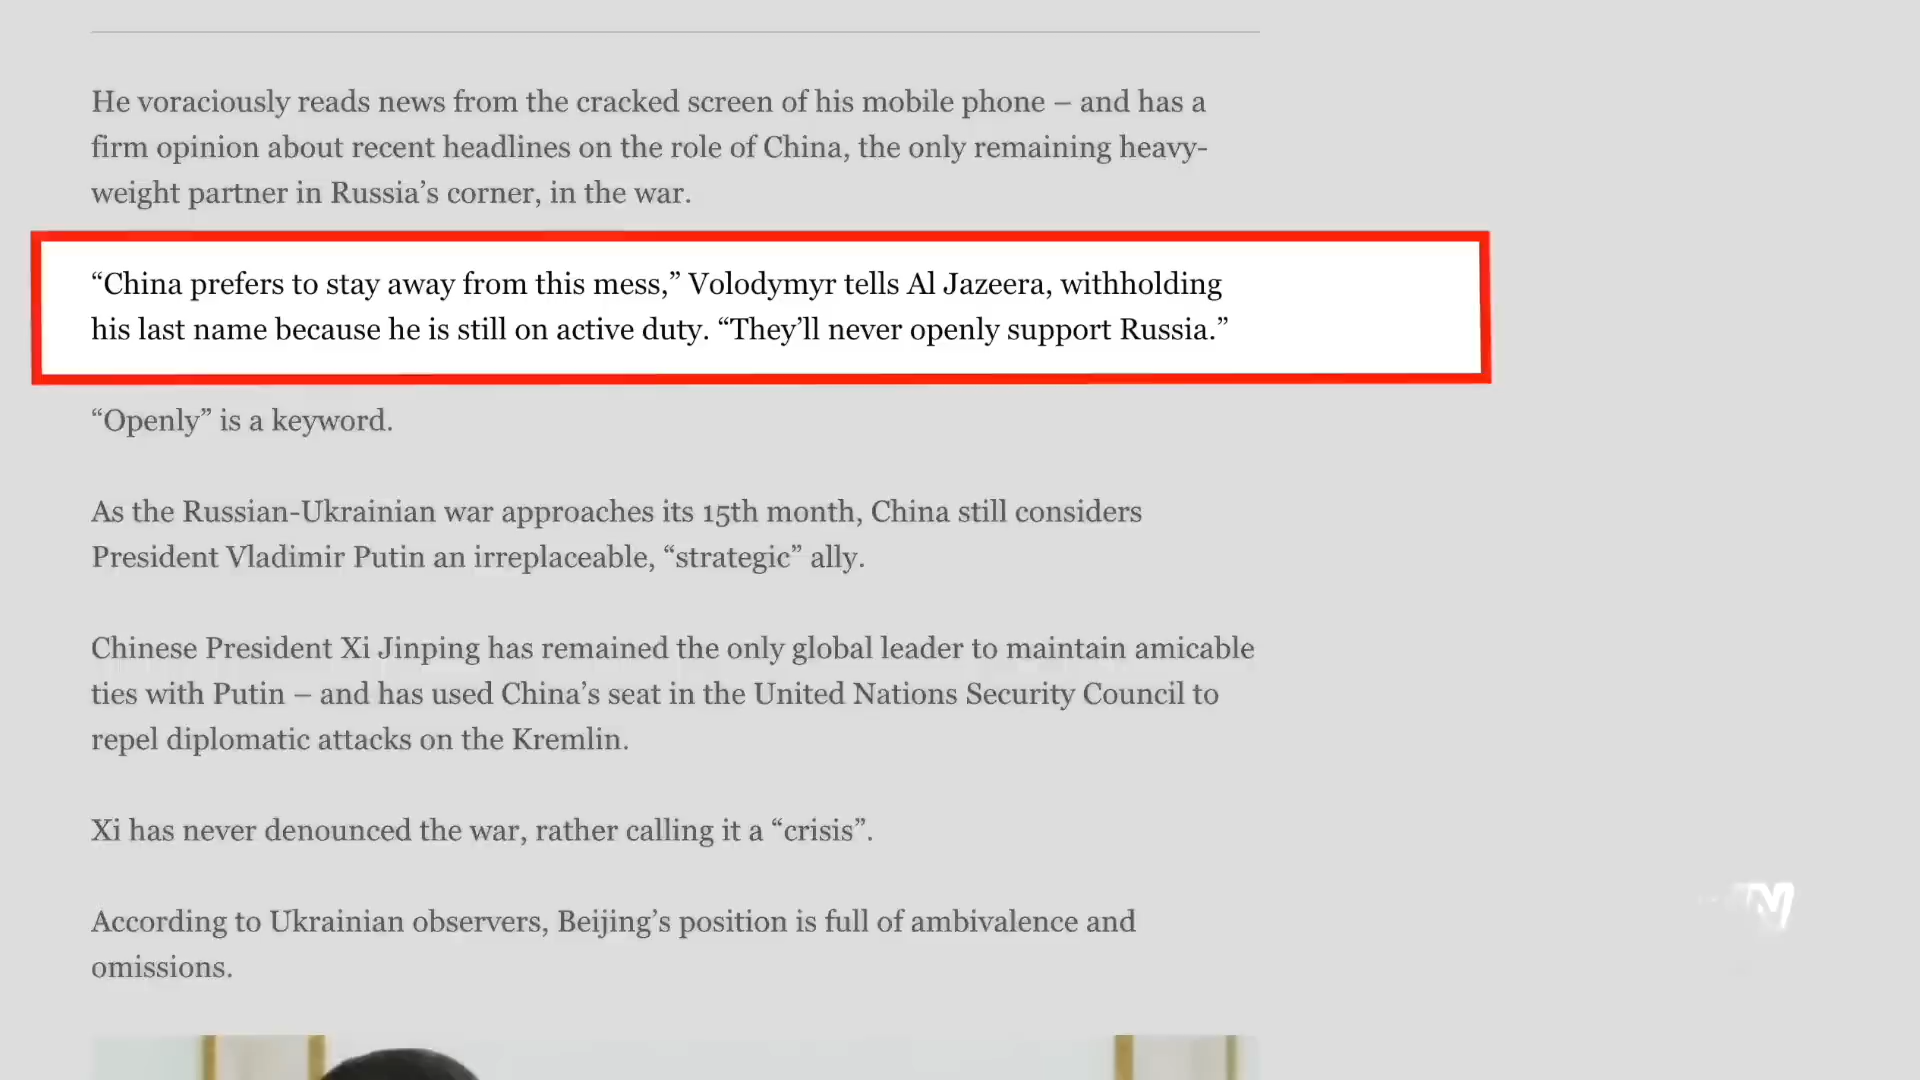 He voraciously reads news from the cracked screen of his mobile phone – and has a
firm opinion about recent headlines on the role of China, the only remaining heavy-
weight partner in Russia’s corner, in the war.
“China prefers to stay away from this mess,” Volodymyr tells Al Jazeera, withholding
his last name because he is still on active duty. “They’ll never openly support Russia.”
“Openly” is a keyword.
As the Russian-Ukrainian war approaches its 15th month, China still considers
President Vladimir Putin an irreplaceable, “strategic” ally.
Chinese President Xi Jinping has remained the only global leader to maintain amicable
ties with Putin – and has used China’s seat in the United Nations Security Council to
repel diplomatic attacks on the Kremlin.
Xi has never denounced the war, rather calling it a “crisis”.
According to Ukrainian observers, Beijing’s position is full of ambivalence and
omissions.